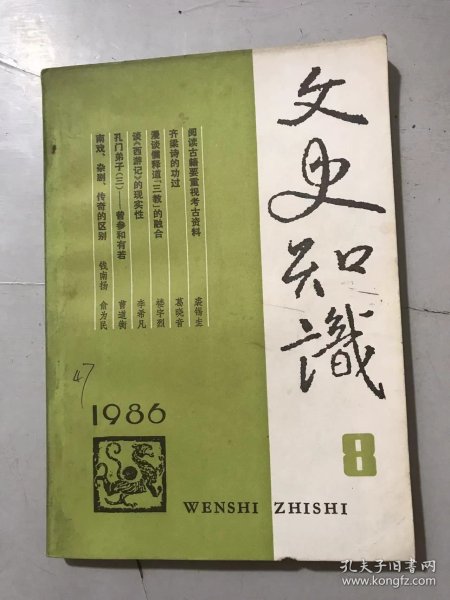 文史知識
阅读古籍要重视考古资料 裘锡圭
齐梁诗的功过 葛晓音
漫谈儒释道“三教”的融合 楼宇烈
谈《西游记》的现实性 李希凡
孔门弟子(三)——曾参和有若 曹道衡
南戏、杂剧、传奇的区别 钱南扬 俞为民
47
1986
8
WENSHI ZHISHI
孔夫子旧书网
www.kongfz.com